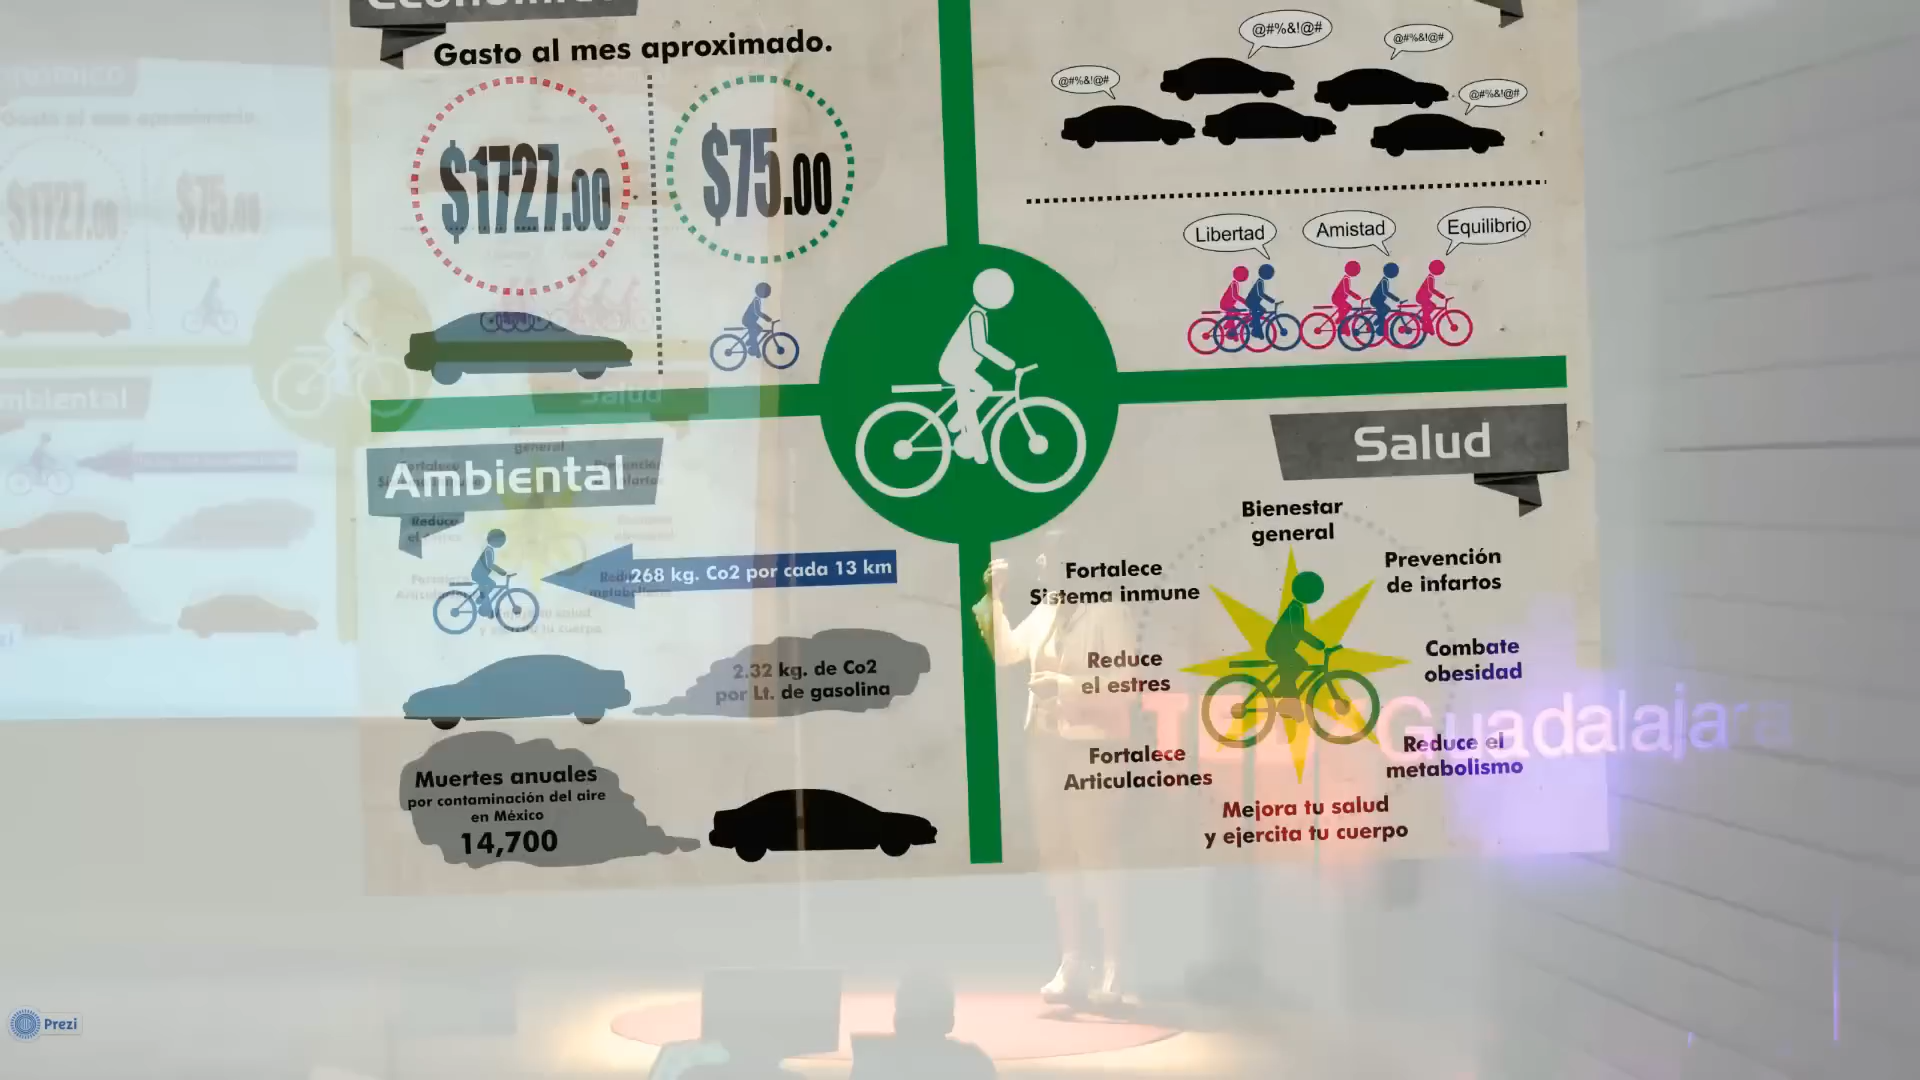 Gasto al mes aproximado.
$1727.00
$75.00
@#%&!@#
@#%&!@#
@#%&!@#
@#%&!@#
Libertad
Amistad
Equilibrio
Ambiental
268 kg. Co2 por cada 13 km
2.32 kg. de Co2
por Lt. de gasolina
Muertes anuales
por contaminación del aire
en México
14,700
Salud
Bienestar
general
Fortalece
Sistema inmune
Prevención
de infartos
Reduce
el estres
Combate
obesidad
Fortalece
Articulaciones
Reduce el
metabolismo
Mejora tu salud
y ejercita tu cuerpo
Guadalajara
Prezi